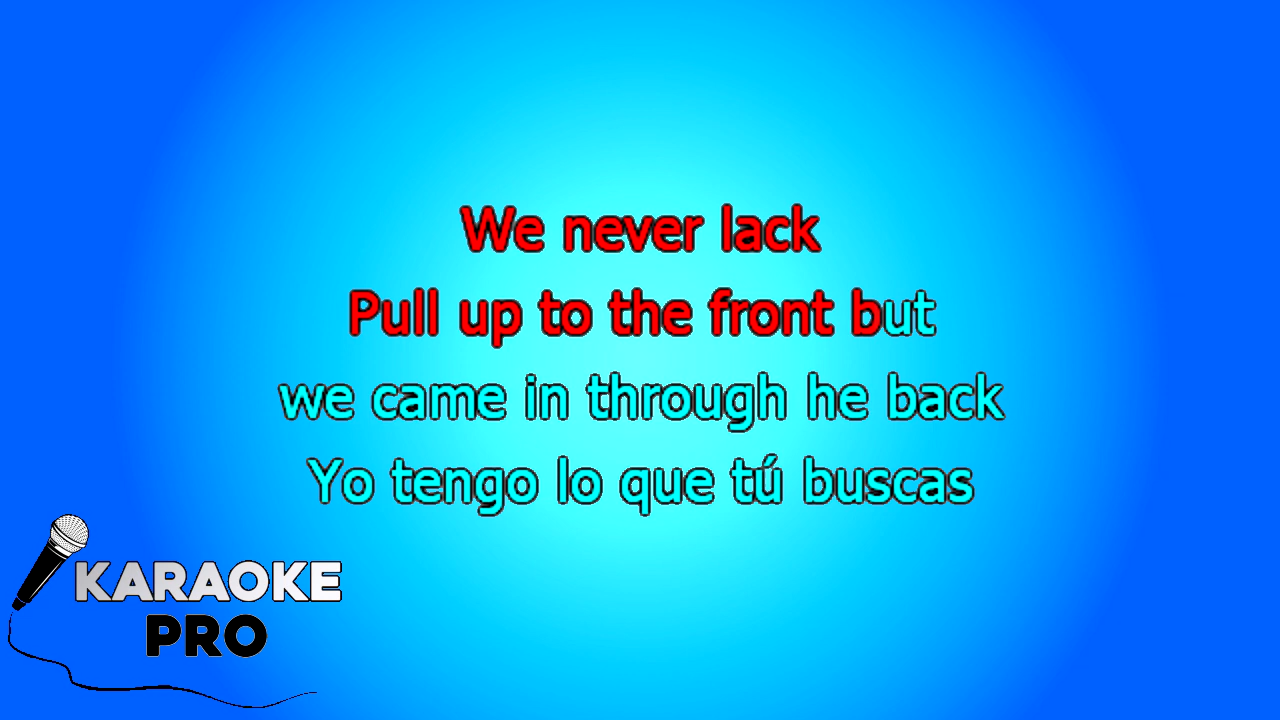 We never lack
Pull up to the front but
we came in through he back
Yo tengo lo que tú buscas
KARAOKE
PRO